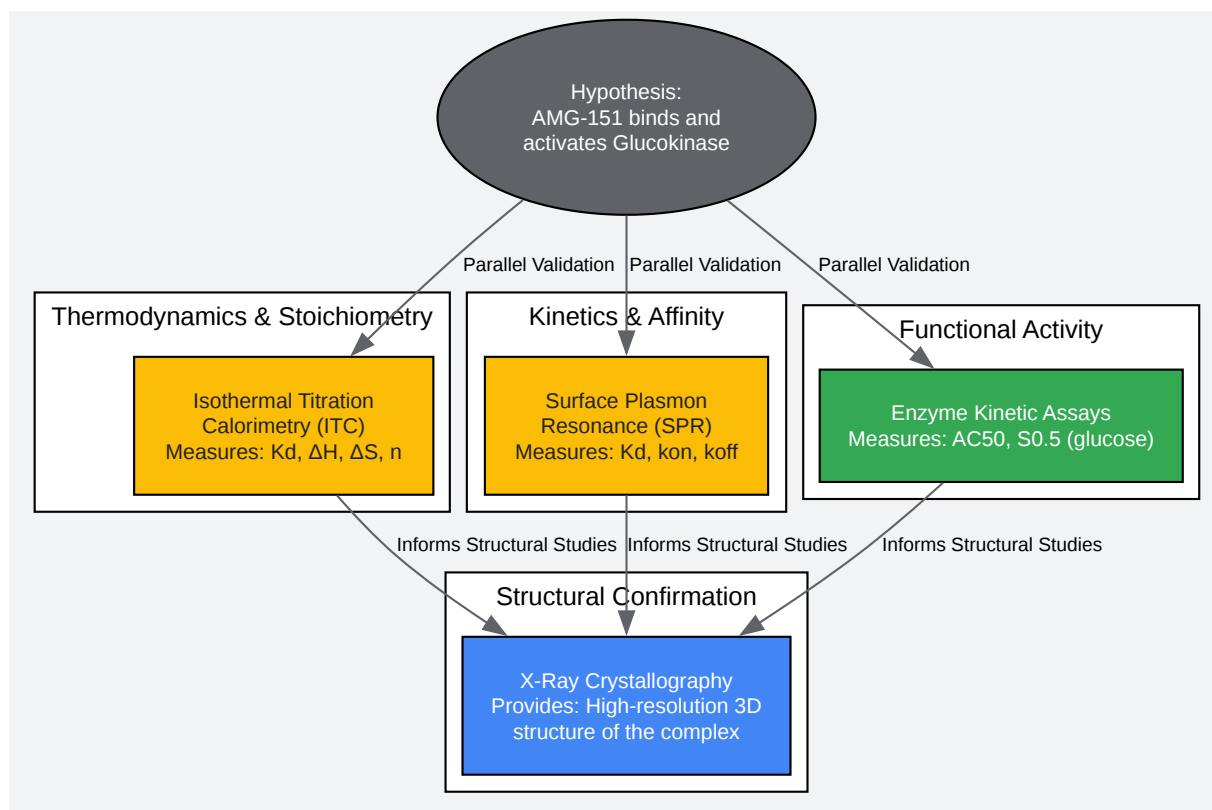 Hypothesis:
AMG-151 binds and
activates Glucokinase
Parallel Validation
Parallel Validation
Parallel Validation
Thermodynamics & Stoichiometry
Isothermal Titration
Calorimetry (ITC)
Measures: Kd, ΔH, ΔS, n
Kinetics & Affinity
Surface Plasmon
Resonance (SPR)
Measures: Kd, kon, koff
Functional Activity
Enzyme Kinetic Assays
Measures: AC50, S0.5 (glucose)
Informs Structural Studies
Informs Structural Studies
Informs Structural Studies
Structural Confirmation
X-Ray Crystallography
Provides: High-resolution 3D
structure of the complex